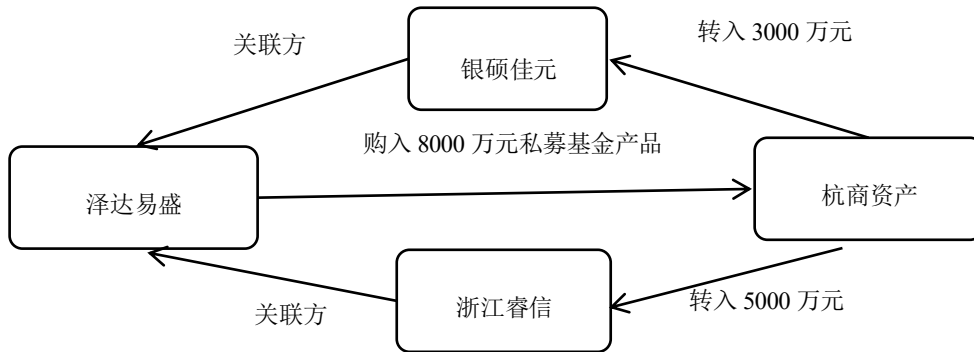 关联方
银硕佳元
转入 3000 万元
购入 8000 万元私募基金产品
泽达易盛
杭商资产
关联方
浙江睿信
转入 5000 万元